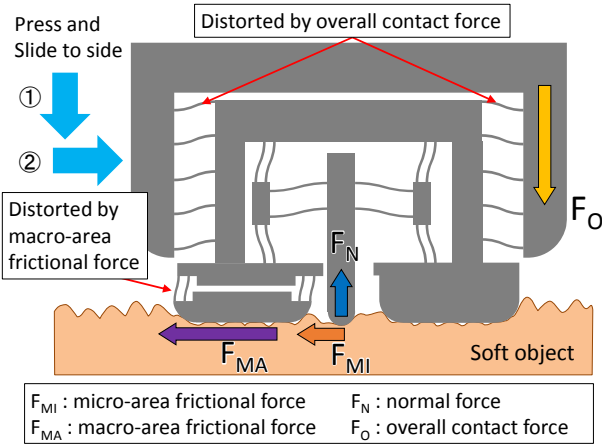 Distorted by overall contact force
Press and
Slide to side
①
②
F_O
Distorted by
macro-area
frictional force
F_N
F_MA
F_MI
Soft object
F_MI : micro-area frictional force
F_N : normal force
F_MA : macro-area frictional force
F_O : overall contact force